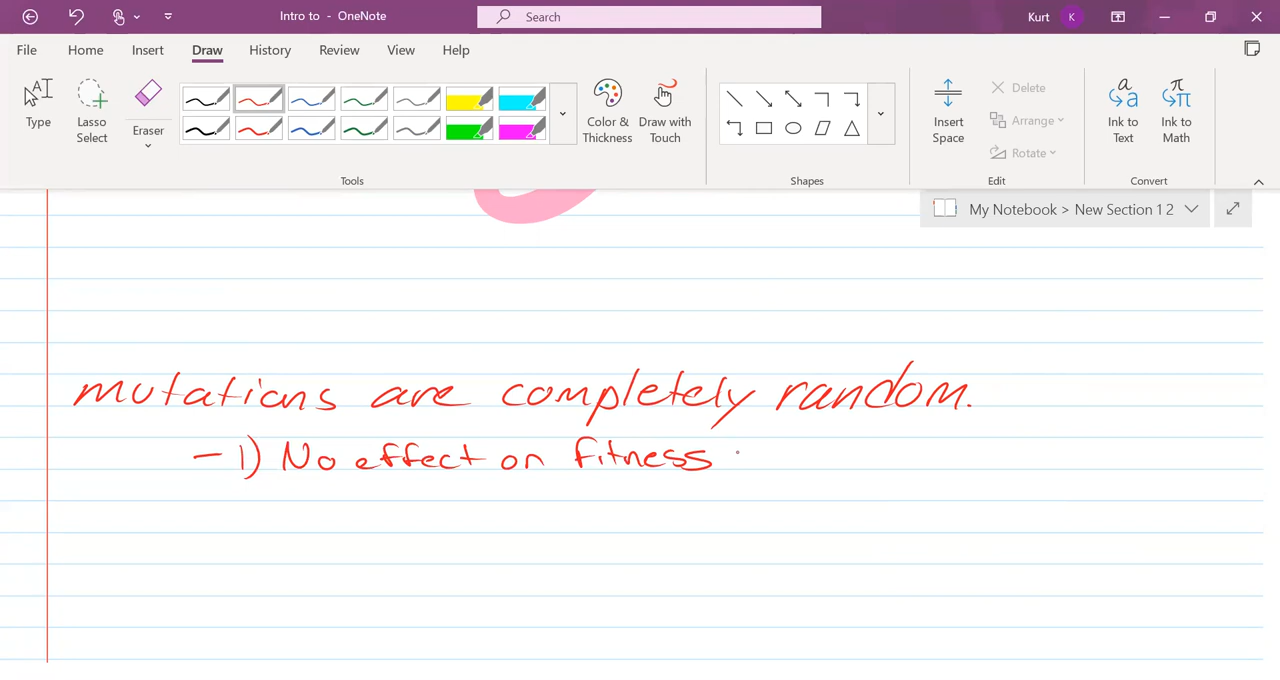 Intro to - OneNote
Search
Kurt K
File Home Insert Draw History Review View Help
Type
Lasso Select
Eraser
Color & Thickness
Draw with Touch
Insert Space
Delete
Arrange
Rotate
Ink to Text
Ink to Math
Tools Shapes Edit Convert
My Notebook > New Section 1 2
mutations are completely random.
- 1) No effect on fitness